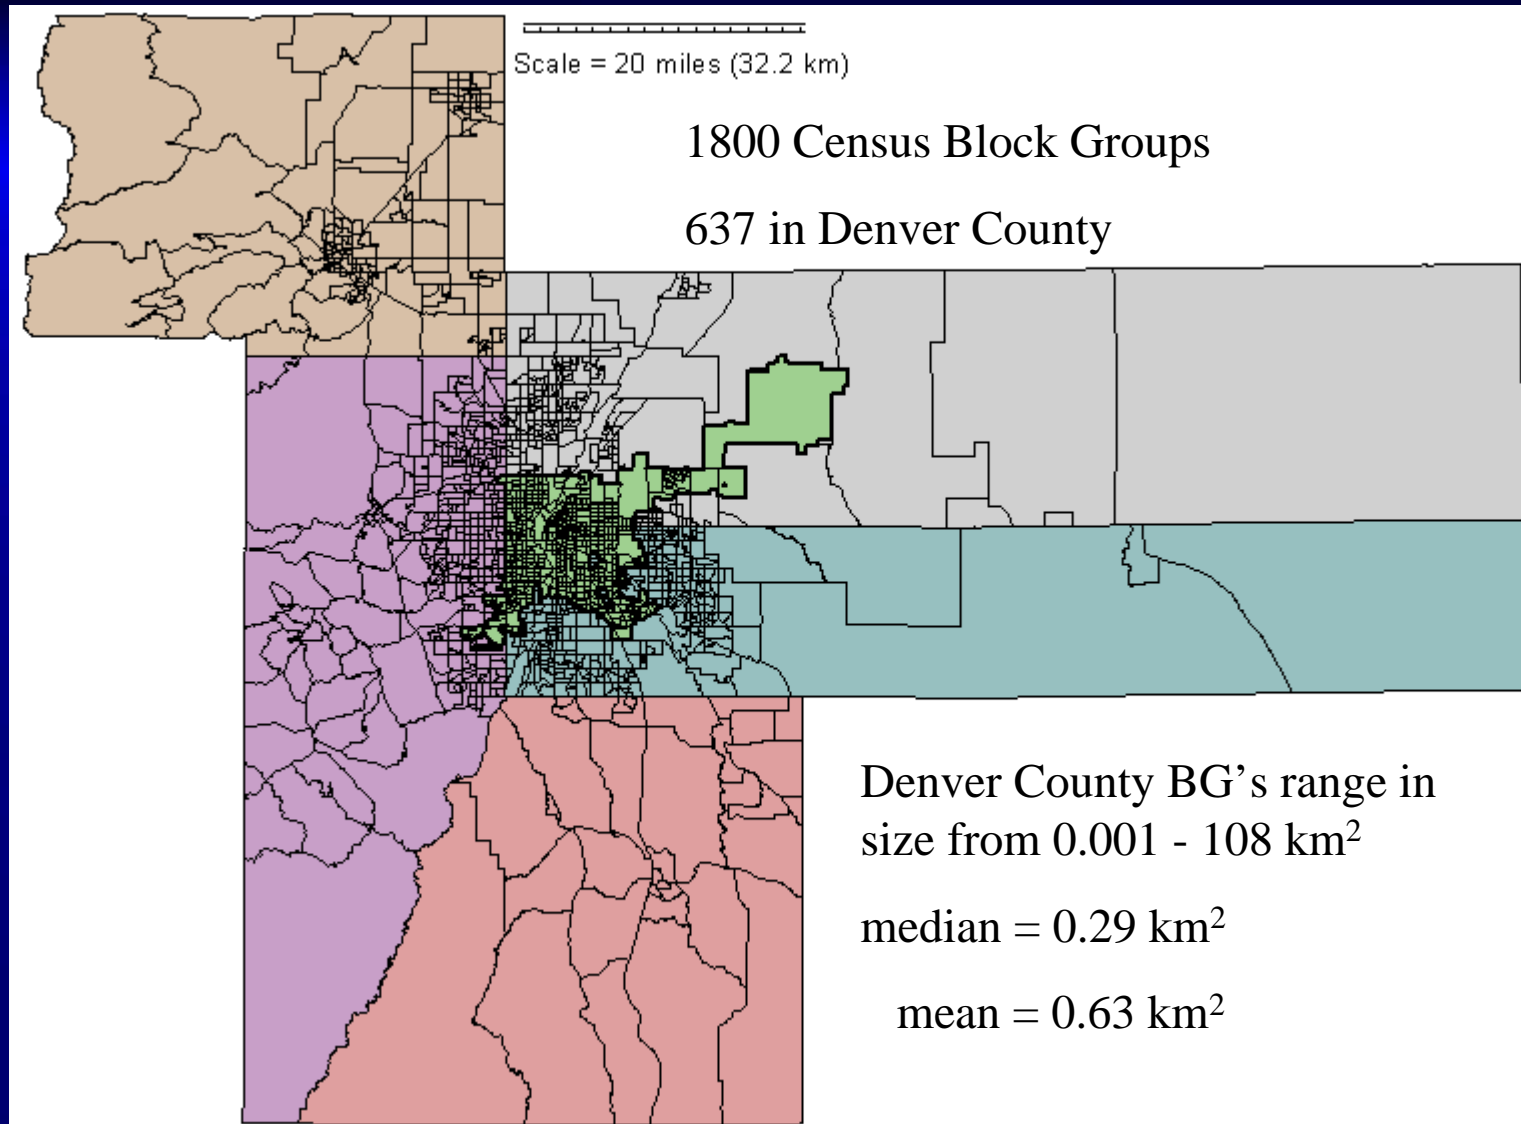 Scale = 20 miles (32.2 km)
1800 Census Block Groups
637 in Denver County
Denver County BG’s range in
size from 0.001 - 108 km²
median = 0.29 km²
mean = 0.63 km²